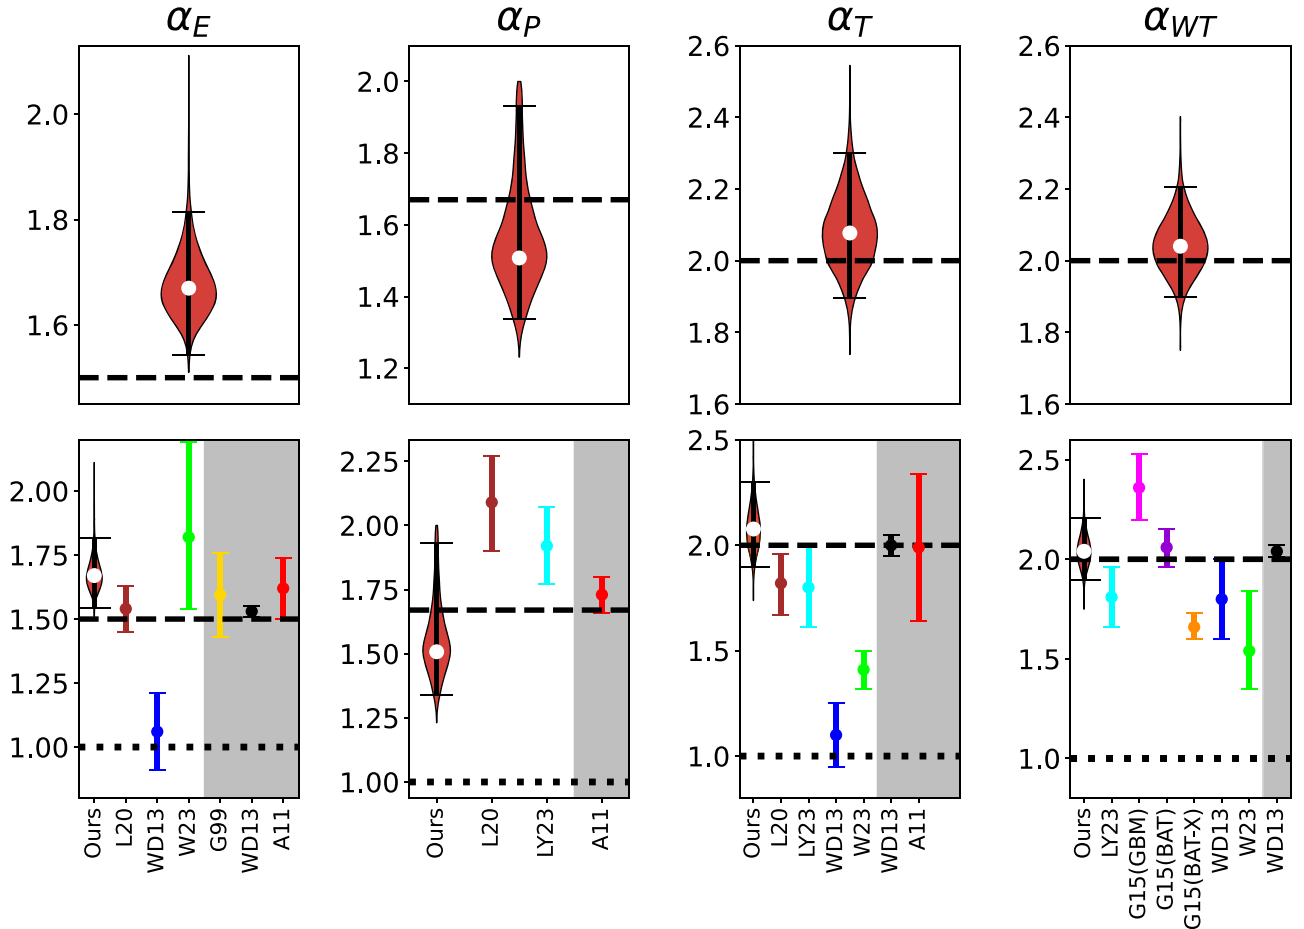 α_E
α_P
α_T
α_WT
2.0
1.8
1.6
2.0
1.8
1.6
1.4
1.2
2.6
2.4
2.2
2.0
1.8
1.6
2.6
2.4
2.2
2.0
1.8
1.6
2.00
1.75
1.50
1.25
1.00
Ours
L20
WD13
W23
G99
WD13
A11
2.25
2.00
1.75
1.50
1.25
1.00
Ours
L20
LY23
A11
2.5
2.0
1.5
1.0
Ours
L20
LY23
WD13
W23
WD13
A11
2.5
2.0
1.5
1.0
Ours
LY23
G15(GBM)
G15(BAT)
G15(BAT-X)
WD13
W23
WD13